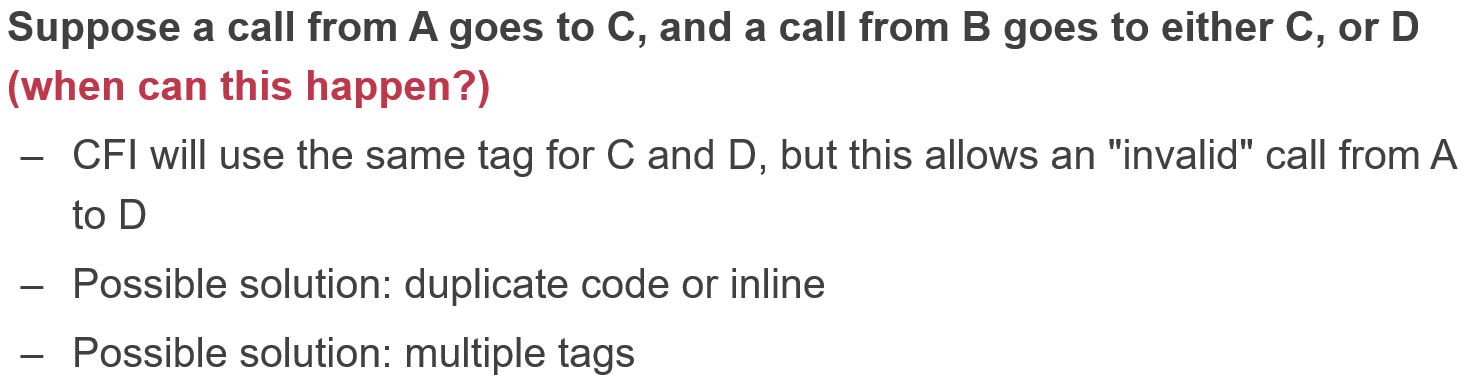 Suppose a call from A goes to C, and a call from B goes to either C, or D
(when can this happen?)
– CFI will use the same tag for C and D, but this allows an "invalid" call from A
to D
– Possible solution: duplicate code or inline
– Possible solution: multiple tags